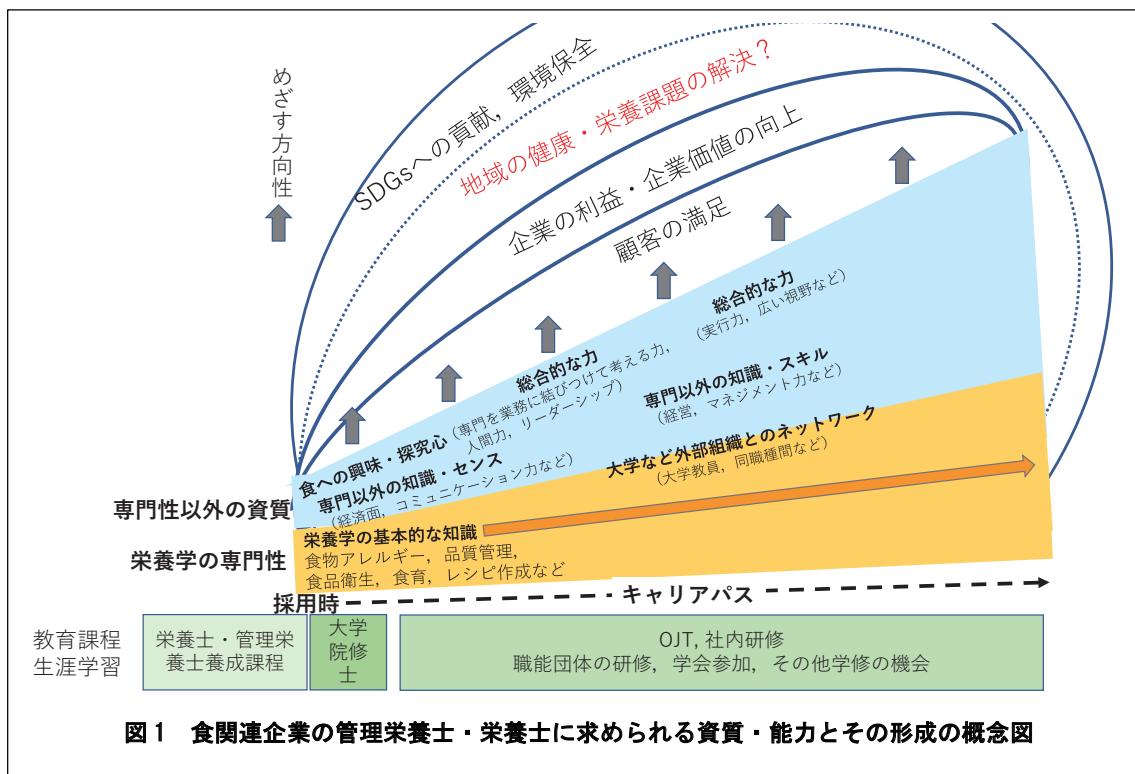 めざす方向性
SDGsへの貢献，環境保全
地域の健康・栄養課題の解決？
企業の利益・企業価値の向上
顧客の満足
総合的な力
（実行力，広い視野など）
総合的な力
（専門を業務に結びつけて考える力，
人間力，リーダーシップ）
専門以外の知識・スキル
（経営，マネジメント力など）
食への興味・探究心
専門以外の知識・センス
（経済面，コミュニケーション力など）
大学など外部組織とのネットワーク
（大学教員，同職種間など）
専門性以外の資質
栄養学の専門性
栄養学の基本的な知識
食物アレルギー，品質管理，
食品衛生，食育，レシピ作成など
採用時
キャリアパス
教育課程
生涯学習
栄養士・管理栄
養士養成課程
大学
院修
士
OJT, 社内研修
職能団体の研修，学会参加，その他学修の機会
図１　食関連企業の管理栄養士・栄養士に求められる資質・能力とその形成の概念図